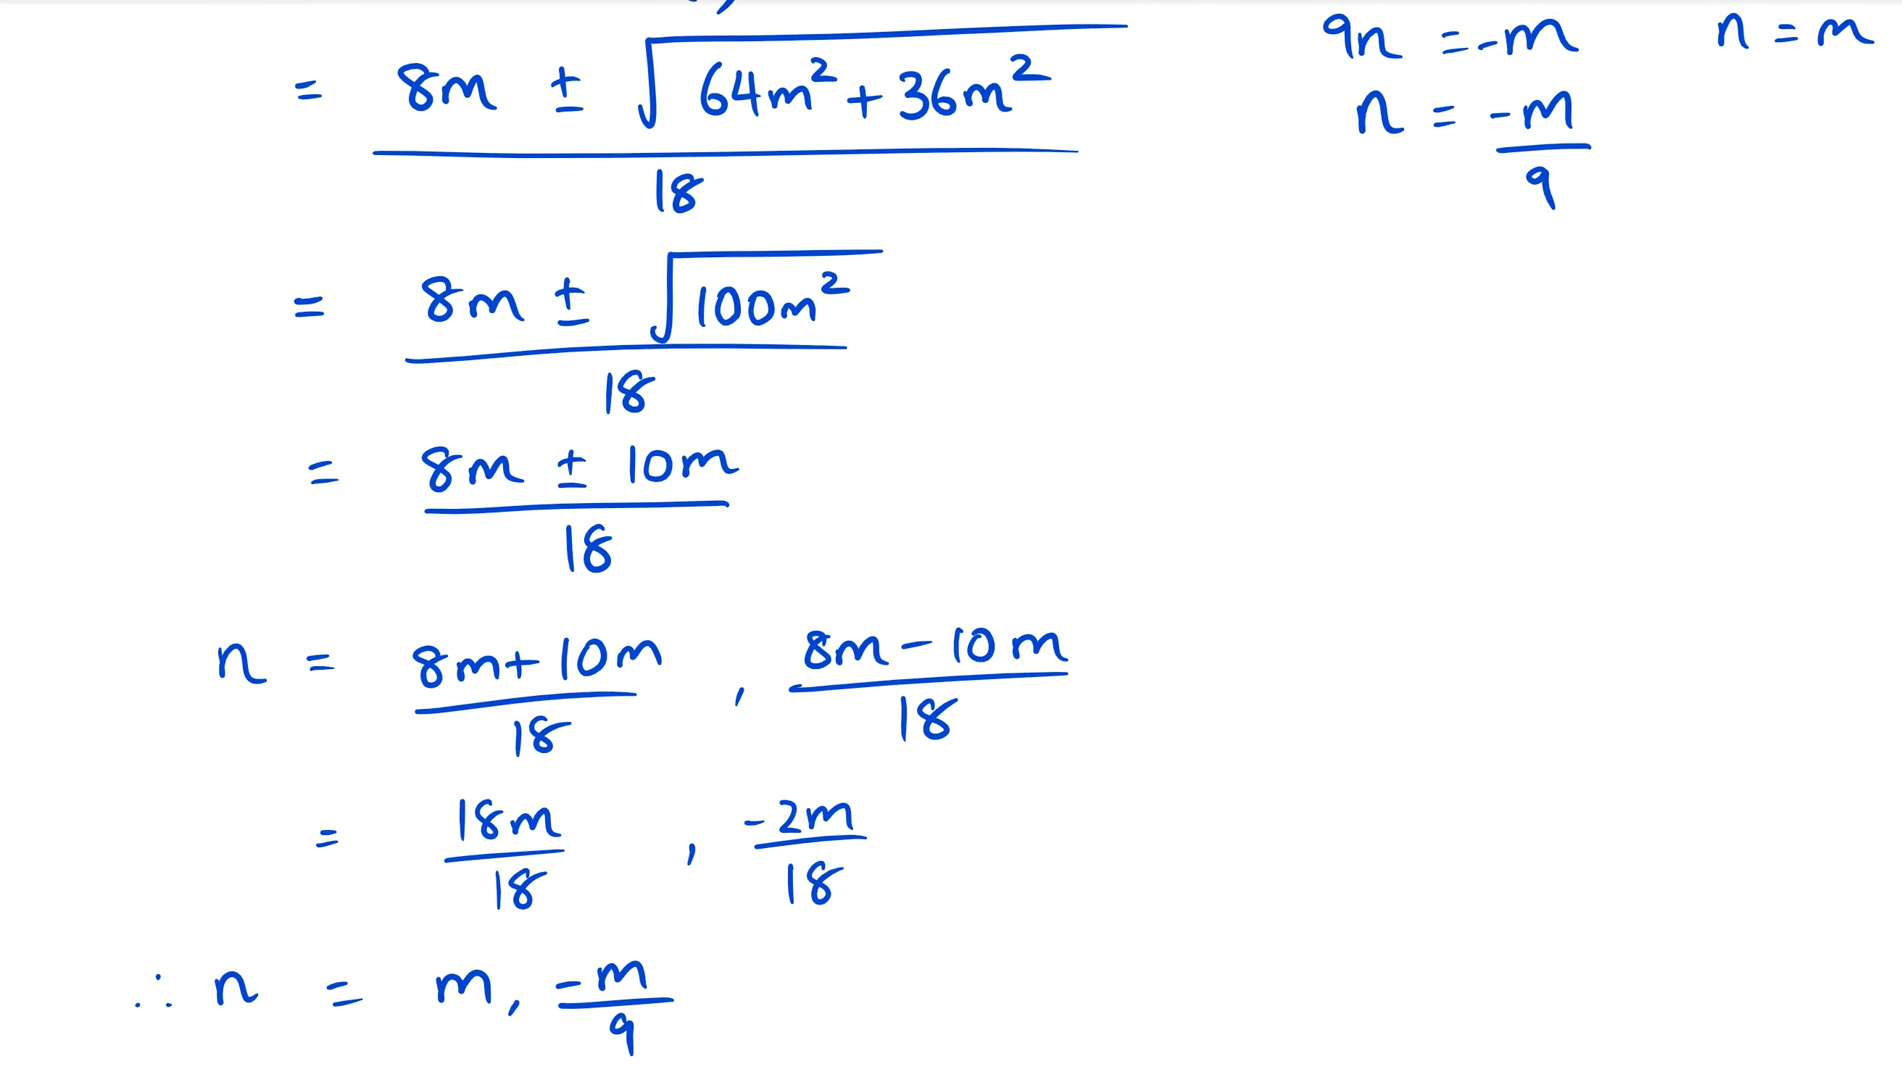 = 8m ± √(64m² + 36m²)
18
= 8m ± √(100m²)
18
= 8m ± 10m
18
n = 8m + 10m , 8m - 10m
18 18
= 18m , -2m
18 18
∴ n = m, -m
9
9n = -m n = m
n = -m
9